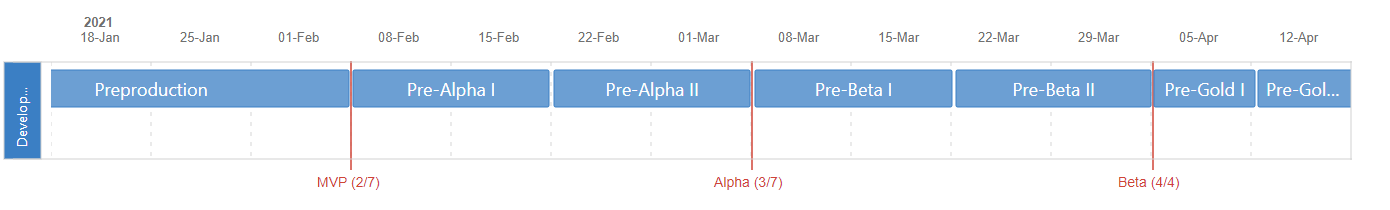 2021
18-Jan 25-Jan 01-Feb 08-Feb 15-Feb 22-Feb 01-Mar 08-Mar 15-Mar 22-Mar 29-Mar 05-Apr 12-Apr
Develop...
Preproduction Pre-Alpha I Pre-Alpha II Pre-Beta I Pre-Beta II Pre-Gold I Pre-Gol...
MVP (2/7) Alpha (3/7) Beta (4/4)